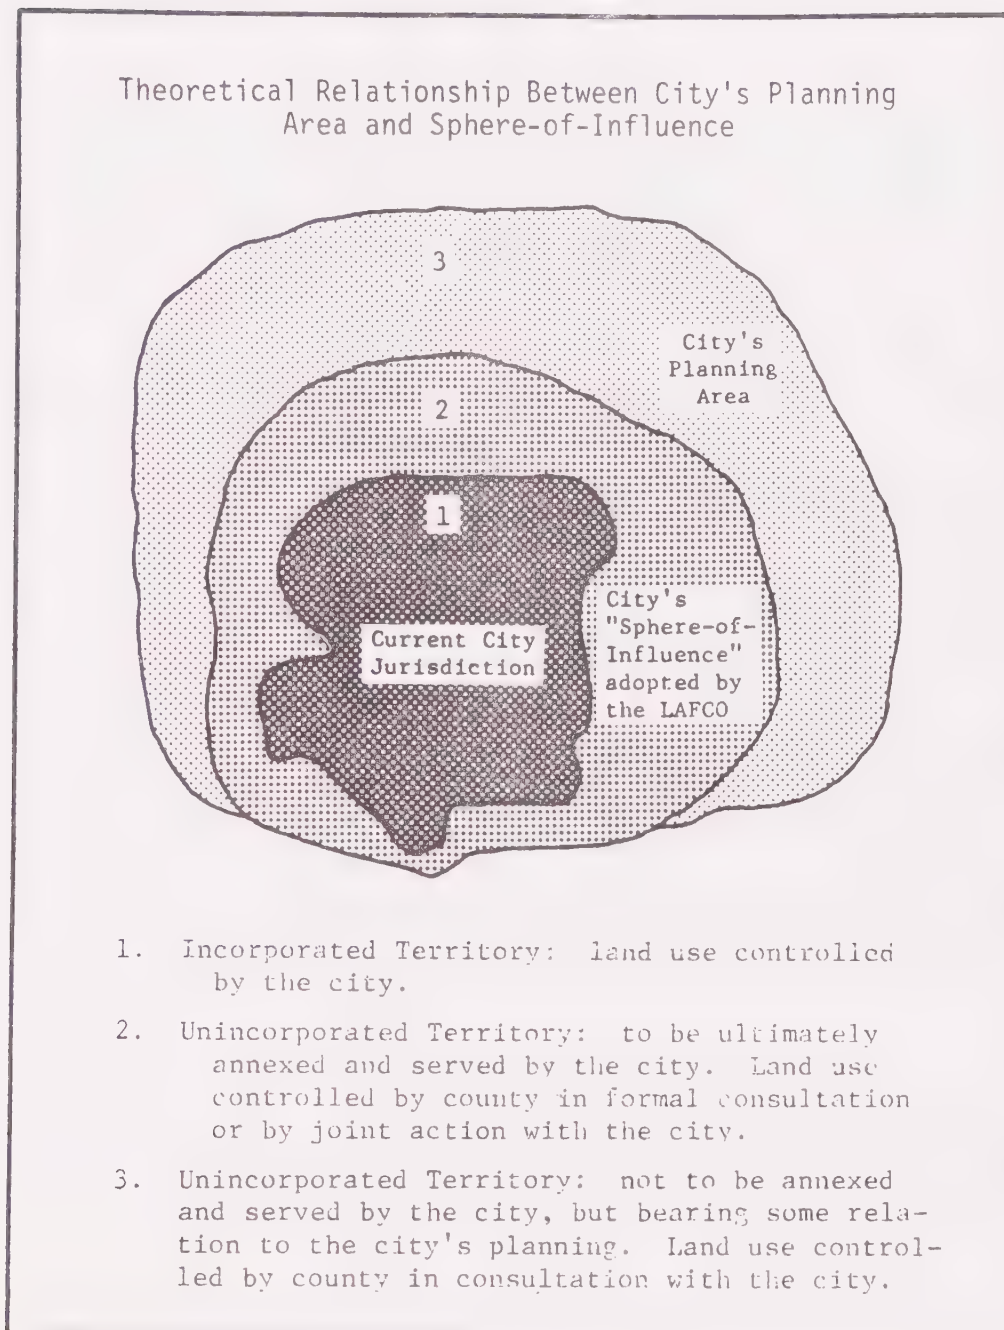 Theoretical Relationship Between City's Planning
Area and Sphere-of-Influence
3
City's
Planning
Area
2
1
Current City
Jurisdiction
City's
"Sphere-of-
Influence"
adopted by
the LAFCO
1. Incorporated Territory: land use controlled
by the city.
2. Unincorporated Territory: to be ultimately
annexed and served by the city. Land use
controlled by county in formal consultation
or by joint action with the city.
3. Unincorporated Territory: not to be annexed
and served by the city, but bearing some rela-
tion to the city's planning. Land use control-
led by county in consultation with the city.